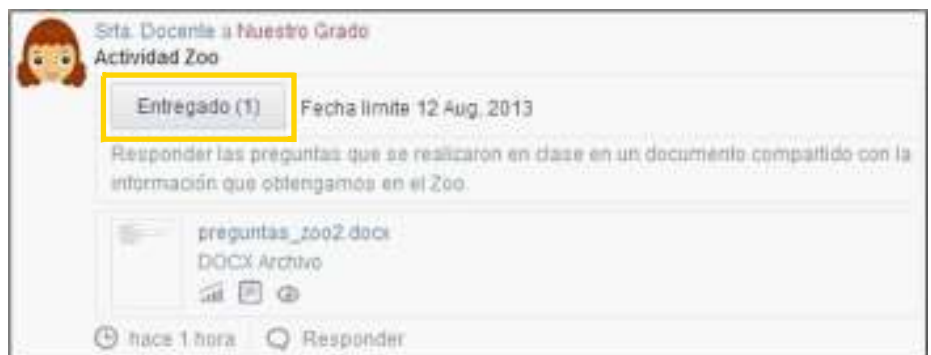 Srta. Docente a Nuestro Grado
Actividad Zoo
Entregado (1) Fecha limite 12 Aug, 2013
Responder las preguntas que se realizaron en clase en un documento compartido con la
información que obtengamos en el Zoo.
preguntas_zoo2.docx
DOCX Archivo
hace 1 hora Responder